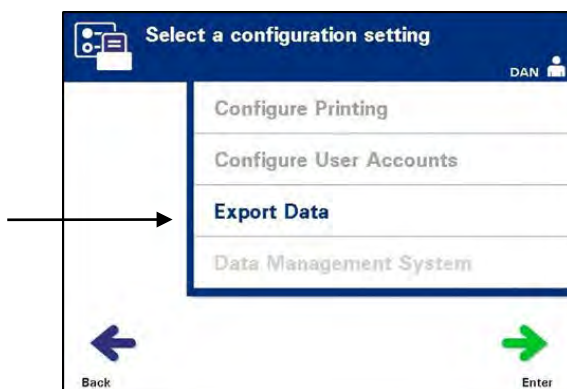 Select a configuration setting
DAN
Configure Printing
Configure User Accounts
Export Data
Data Management System
Back
Enter